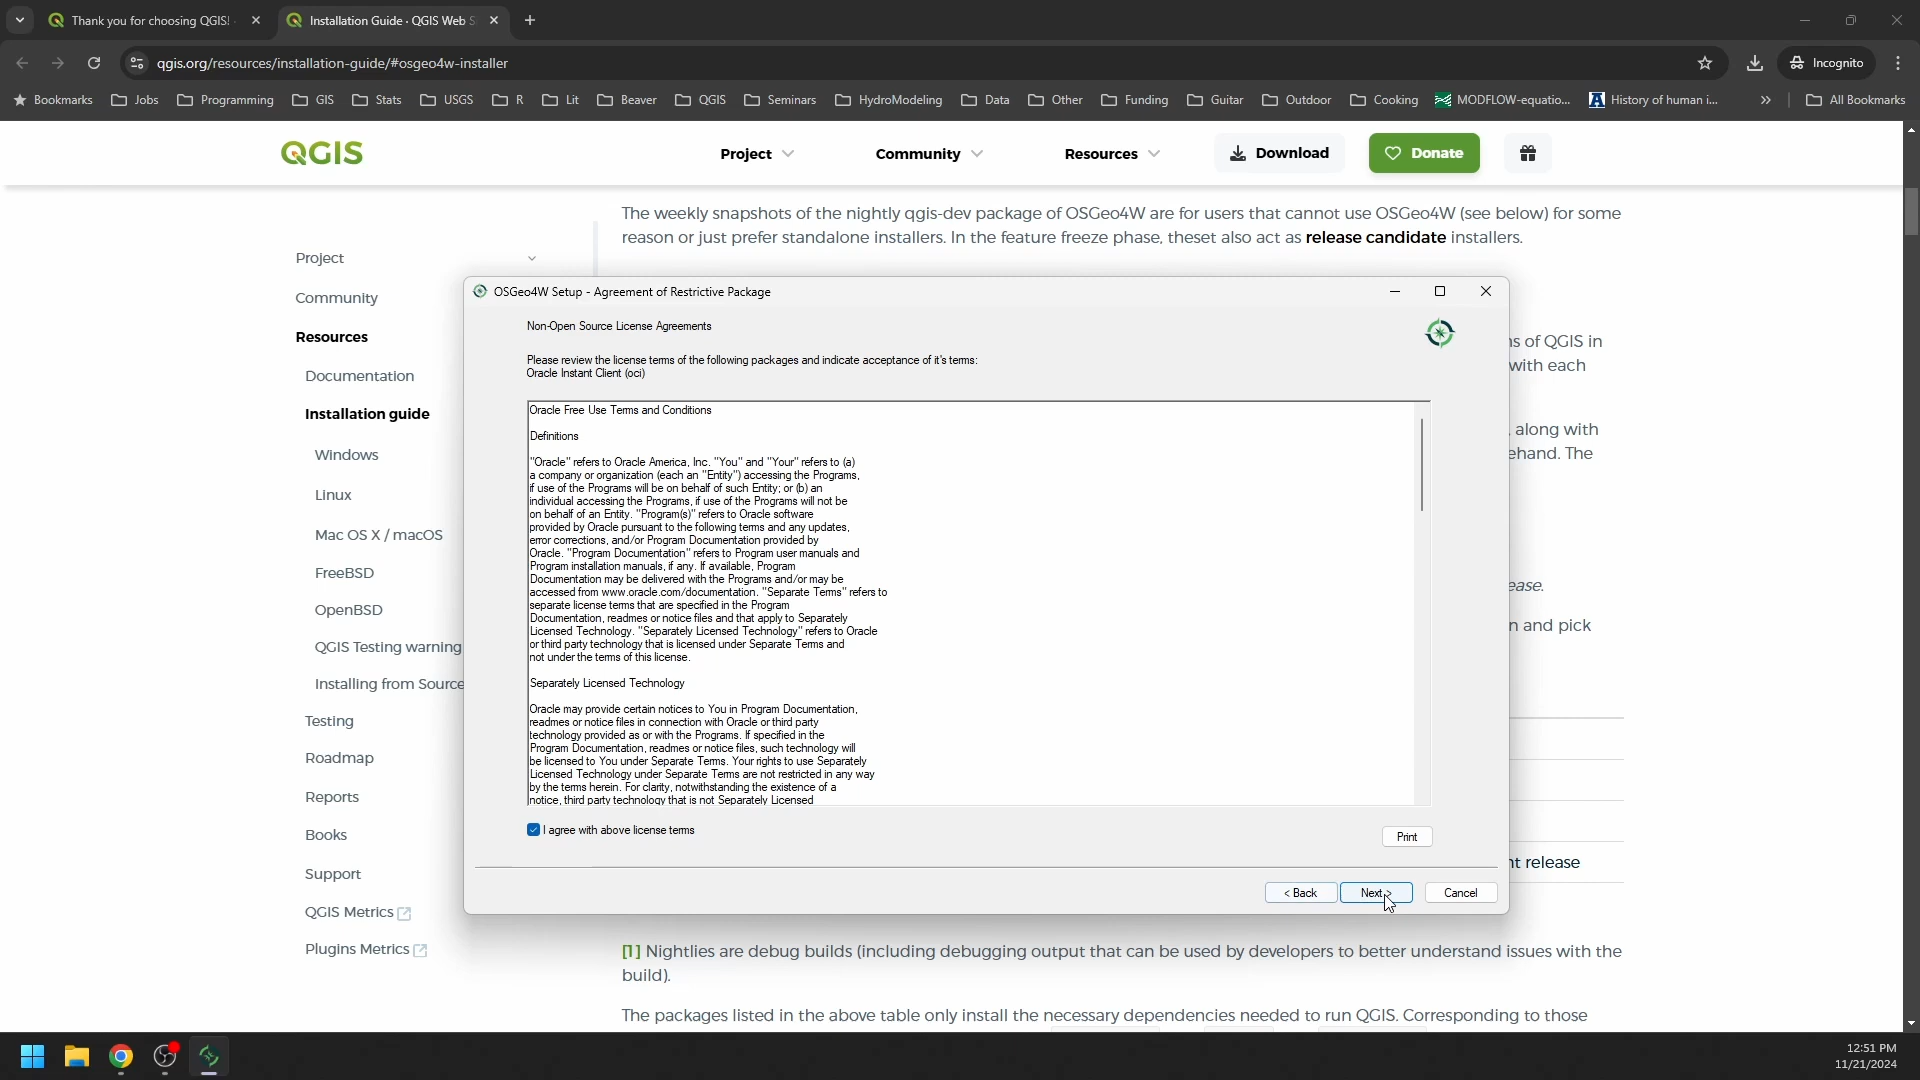 Thank you for choosing QGIS!
Installation Guide · QGIS Web S
qgis.org/resources/installation-guide/#osgeo4w-installer
Incognito
Bookmarks
Jobs
Programming
GIS
Stats
USGS
R
Lit
Beaver
QGIS
Seminars
HydroModeling
Data
Other
Funding
Guitar
Outdoor
Cooking
MODFLOW-equatio...
History of human i...
»
All Bookmarks
QGIS
Project
Community
Resources
Download
Donate
The weekly snapshots of the nightly qgis-dev package of OSGeo4W are for users that cannot use OSGeo4W (see below) for some
reason or just prefer standalone installers. In the feature freeze phase, theset also act as release candidate installers.
Project
Community
Resources
Documentation
Installation guide
Windows
Linux
Mac OS X / macOS
FreeBSD
OpenBSD
QGIS Testing warning
Installing from Source
Testing
Roadmap
Reports
Books
Support
QGIS Metrics
Plugins Metrics
OSGeo4W Setup - Agreement of Restrictive Package
Non-Open Source License Agreements
Please review the license terms of the following packages and indicate acceptance of it's terms:
Oracle Instant Client (oci)
Oracle Free Use Terms and Conditions
Definitions
"Oracle" refers to Oracle America, Inc. "You" and "Your" refers to (a)
a company or organization (each an "Entity") accessing the Programs,
if use of the Programs will be on behalf of such Entity; or (b) an
individual accessing the Programs, if use of the Programs will not be
on behalf of an Entity. "Program(s)" refers to Oracle software
provided by Oracle pursuant to the following terms and any updates,
error corrections, and/or Program Documentation provided by
Oracle. "Program Documentation" refers to Program user manuals and
Program installation manuals, if any. If available, Program
Documentation may be delivered with the Programs and/or may be
accessed from www.oracle.com/documentation. "Separate Terms" refers to
separate license terms that are specified in the Program
Documentation, readmes or notice files and that apply to Separately
Licensed Technology. "Separately Licensed Technology" refers to Oracle
or third party technology that is licensed under Separate Terms and
not under the terms of this license.
Separately Licensed Technology
Oracle may provide certain notices to You in Program Documentation,
readmes or notice files in connection with Oracle or third party
technology provided as or with the Programs. If specified in the
Program Documentation, readmes or notice files, such technology will
be licensed to You under Separate Terms. Your rights to use Separately
Licensed Technology under Separate Terms are not restricted in any way
by the terms herein. For clarity, notwithstanding the existence of a
notice, third party technology that is not Separately Licensed
I agree with above license terms
Print
< Back
Next >
Cancel
ns of QGIS in
with each
, along with
ehand. The
ease.
n and pick
nt release
[1] Nightlies are debug builds (including debugging output that can be used by developers to better understand issues with the
build).
The packages listed in the above table only install the necessary dependencies needed to run QGIS. Corresponding to those
12:51 PM
11/21/2024